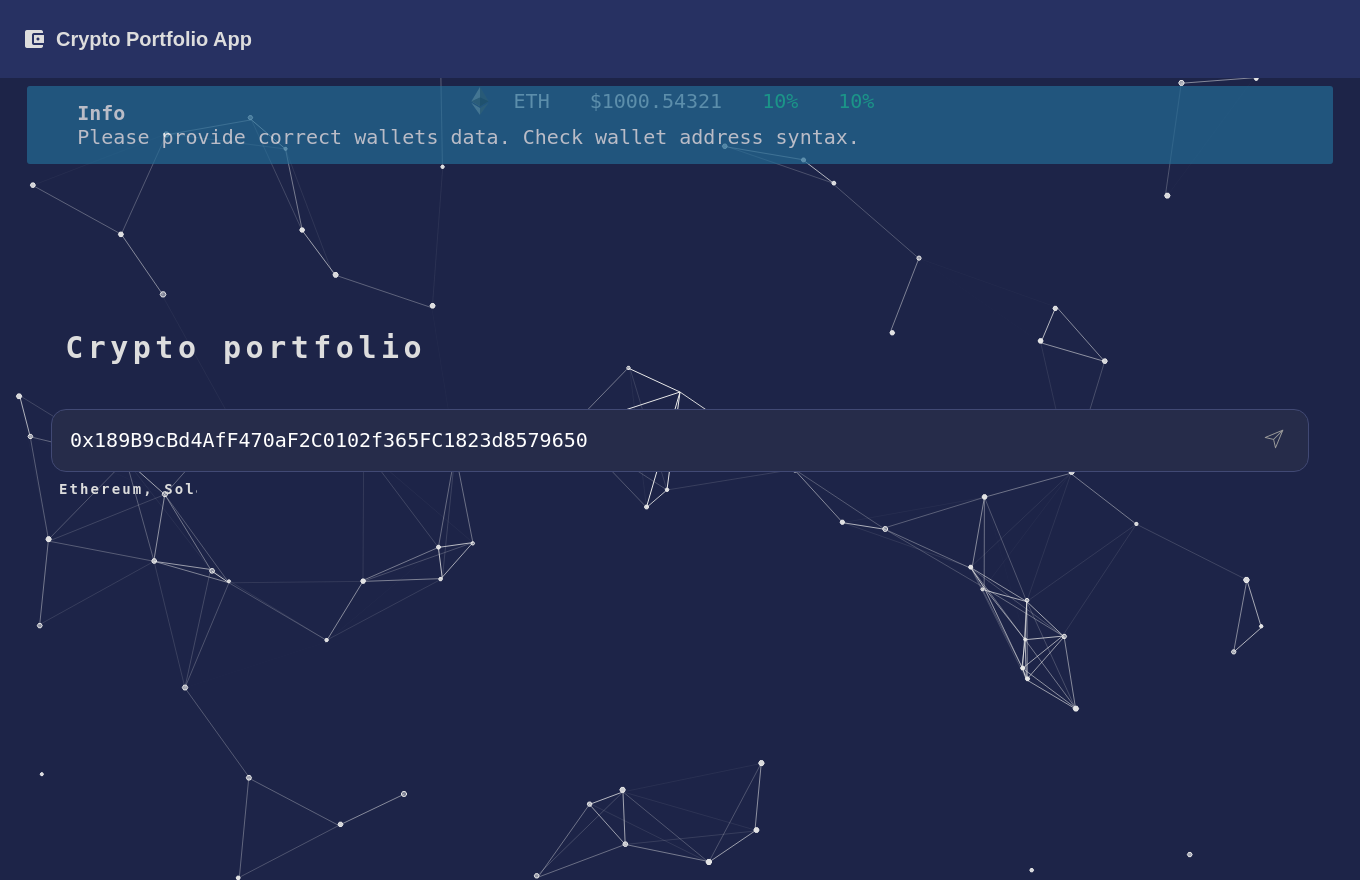 Crypto Portfolio App
ETH $1000.54321 10% 10%
Info
Please provide correct wallets data. Check wallet address syntax.
Crypto portfolio
0x189B9cBd4AfF470aF2C0102f365FC1823d8579650
Ethereum, Sol